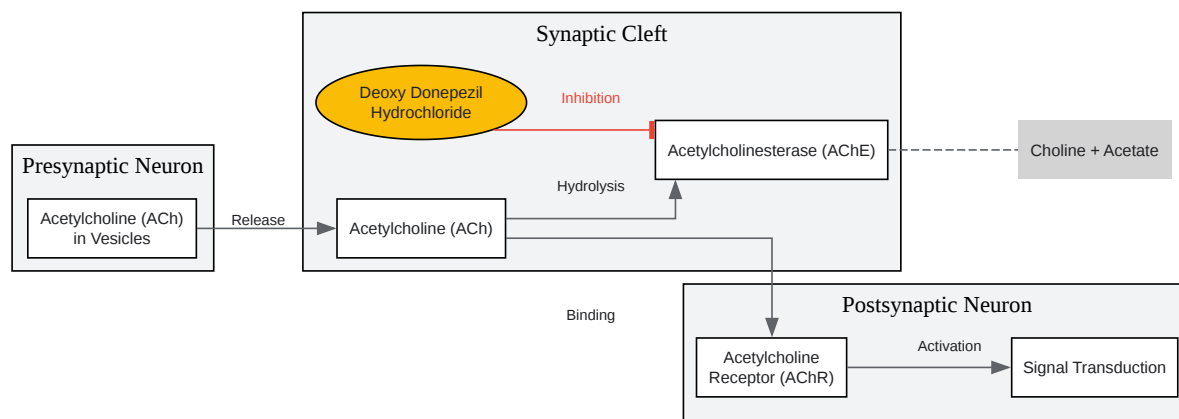 Synaptic Cleft
Deoxy Donepezil
Hydrochloride
Inhibition
Acetylcholinesterase (AChE)
Choline + Acetate
Presynaptic Neuron
Acetylcholine (ACh)
in Vesicles
Release
Acetylcholine (ACh)
Hydrolysis
Binding
Postsynaptic Neuron
Acetylcholine
Receptor (AChR)
Activation
Signal Transduction